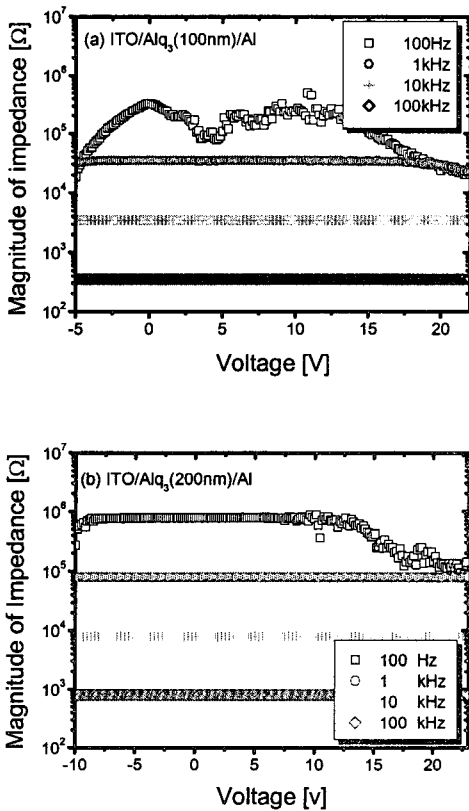 (a) ITO/Alq₃(100nm)/Al
100Hz
1kHz
10kHz
100kHz
Magnitude of impedance [Ω]
10⁷
10⁶
10⁵
10⁴
10³
10²
-5 0 5 10 15 20
Voltage [V]
(b) ITO/Alq₃(200nm)/Al
100 Hz
1 kHz
10 kHz
100 kHz
Magnitude of Impedance [Ω]
10⁷
10⁶
10⁵
10⁴
10³
10²
-10 -5 0 5 10 15 20
Voltage [v]